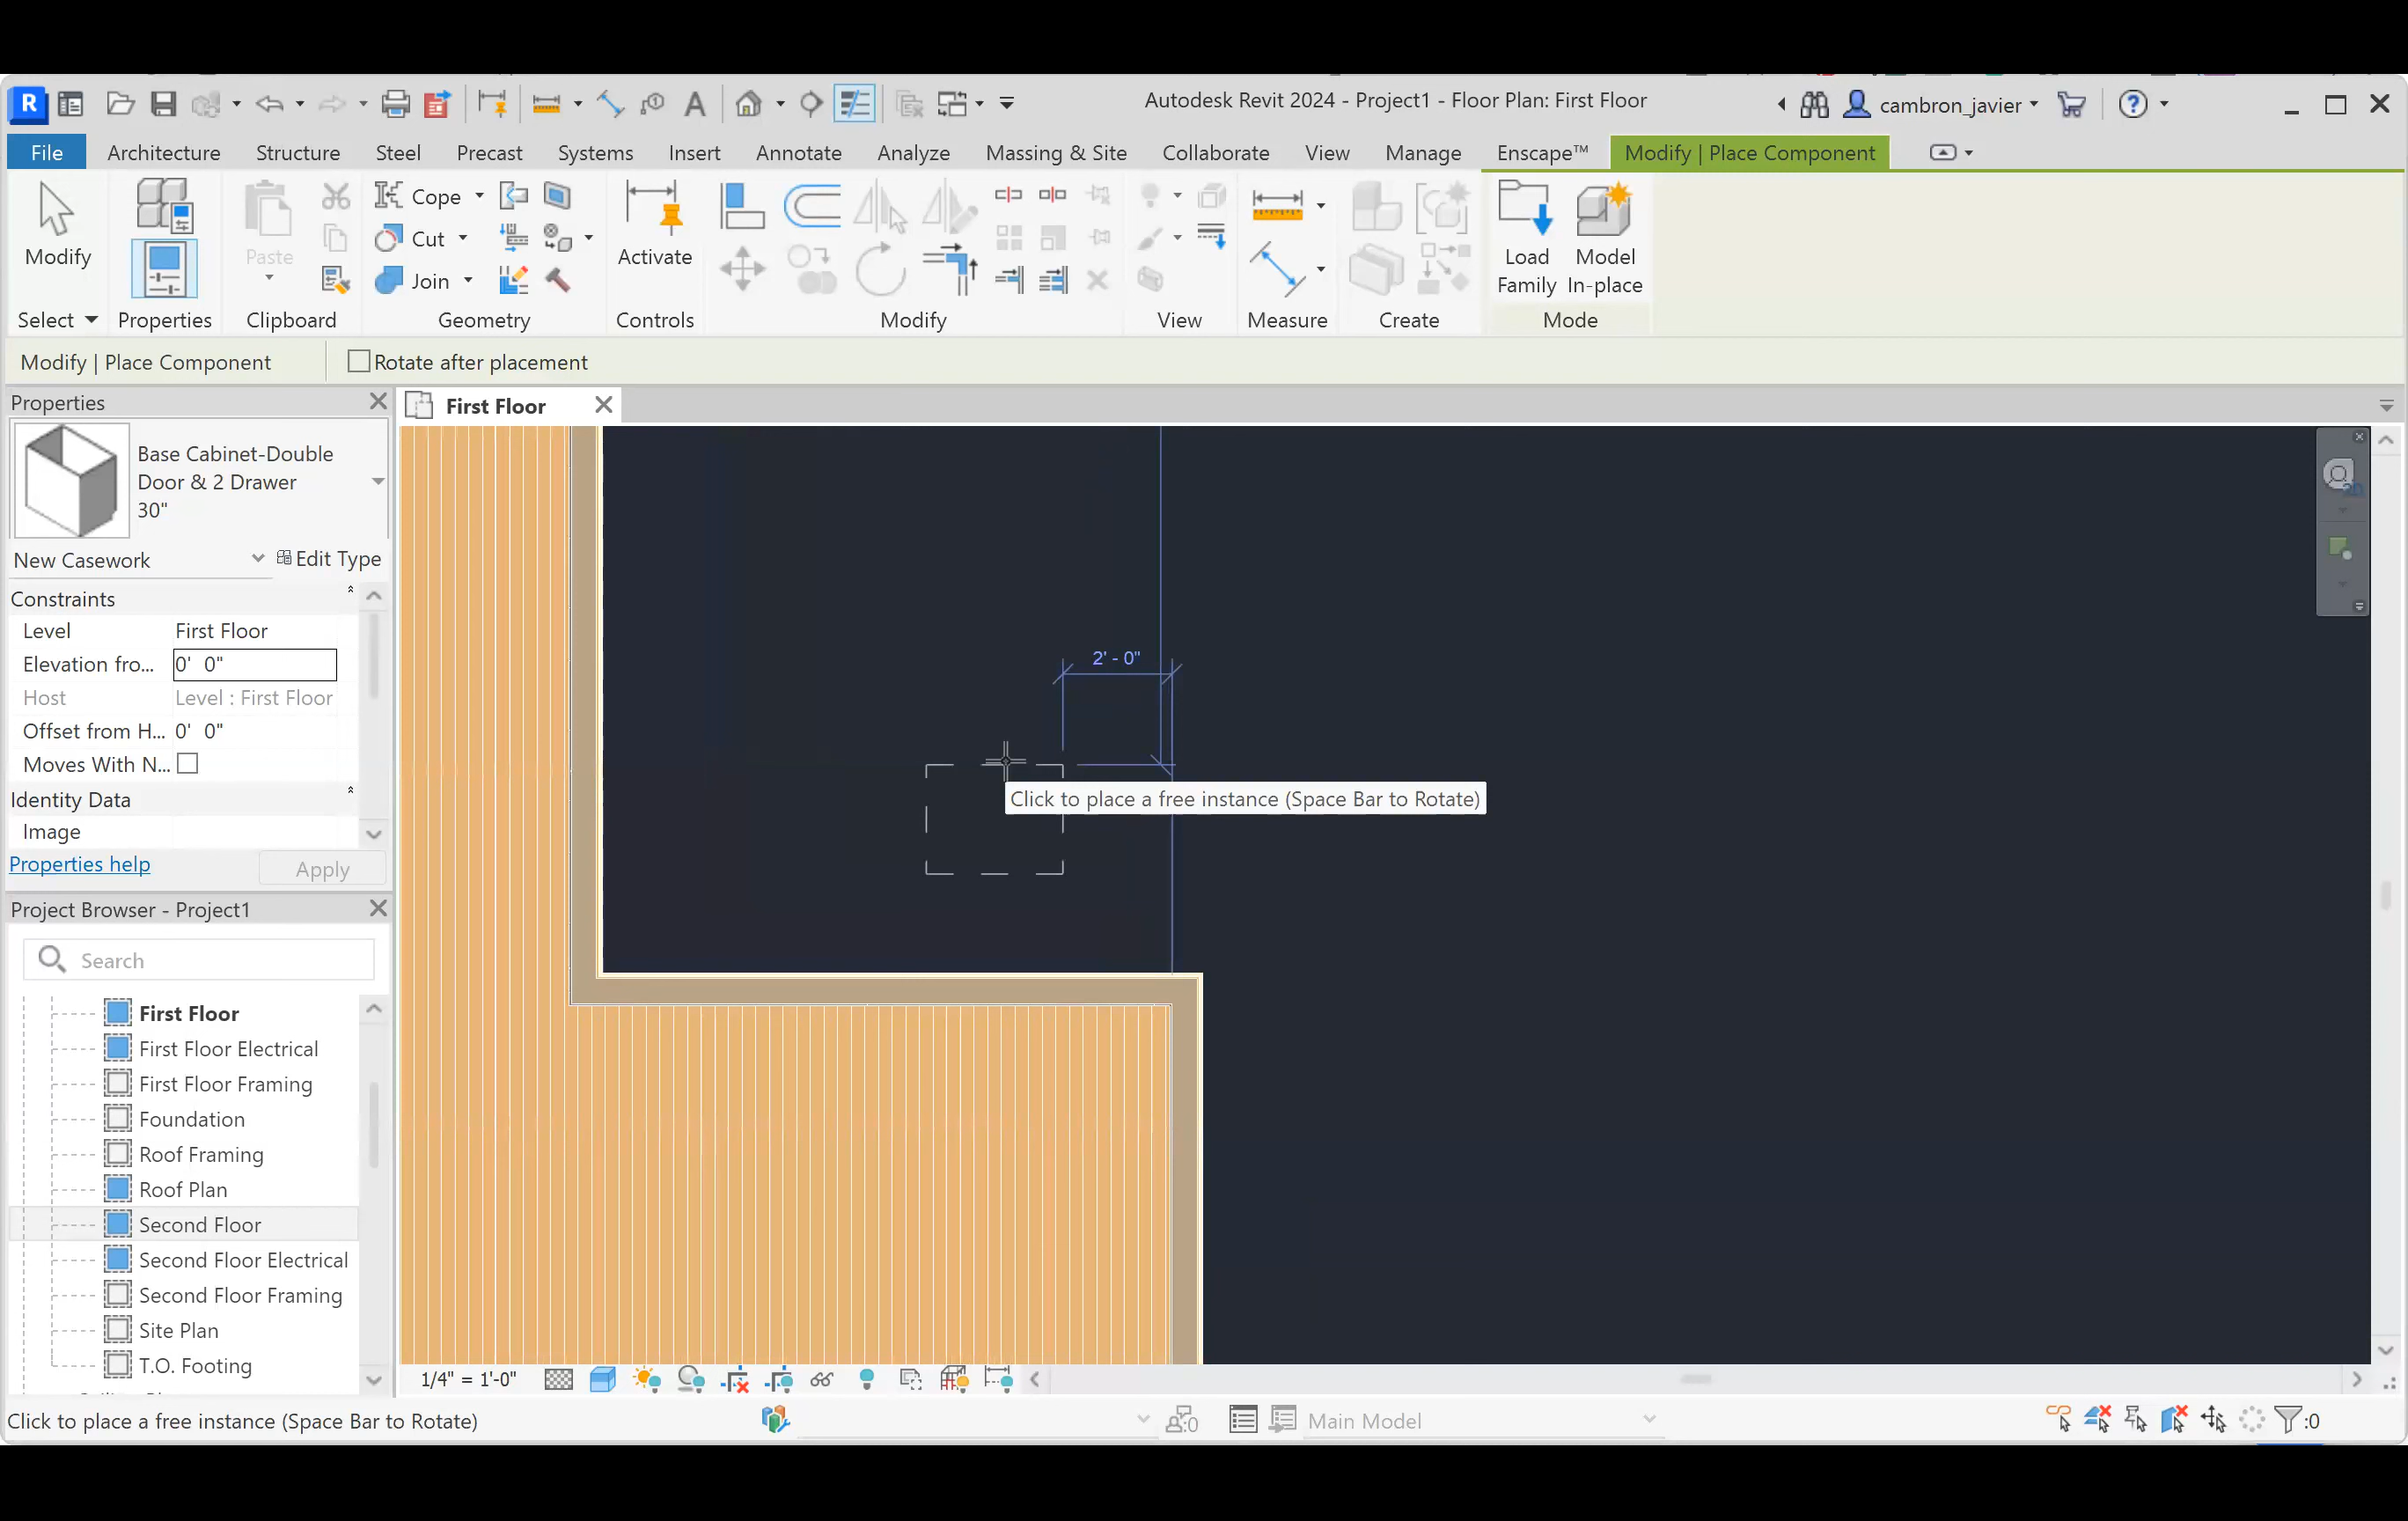 R
A
Autodesk Revit 2024 - Project1 - Floor Plan: First Floor
cambron_javier
?
File Architecture Structure Steel Precast Systems Insert Annotate Analyze Massing & Site Collaborate View Manage Enscape™ Modify | Place Component
Modify
Paste
Cope
Cut
Join
Activate
Load
Family
Model
In-place
Select Properties Clipboard Geometry Controls Modify View Measure Create Mode
Modify | Place Component Rotate after placement
Properties
First Floor
Base Cabinet-Double
Door & 2 Drawer
30"
New Casework Edit Type
Constraints
Level First Floor
Elevation fro... 0' 0"
Host Level : First Floor
Offset from H... 0' 0"
Moves With N...
Identity Data
Image
Properties help Apply
2' - 0"
Click to place a free instance (Space Bar to Rotate)
2D
Project Browser - Project1
Search
First Floor
First Floor Electrical
First Floor Framing
Foundation
Roof Framing
Roof Plan
Second Floor
Second Floor Electrical
Second Floor Framing
Site Plan
T.O. Footing
1/4" = 1'-0"
Click to place a free instance (Space Bar to Rotate)
:0
Main Model
:0